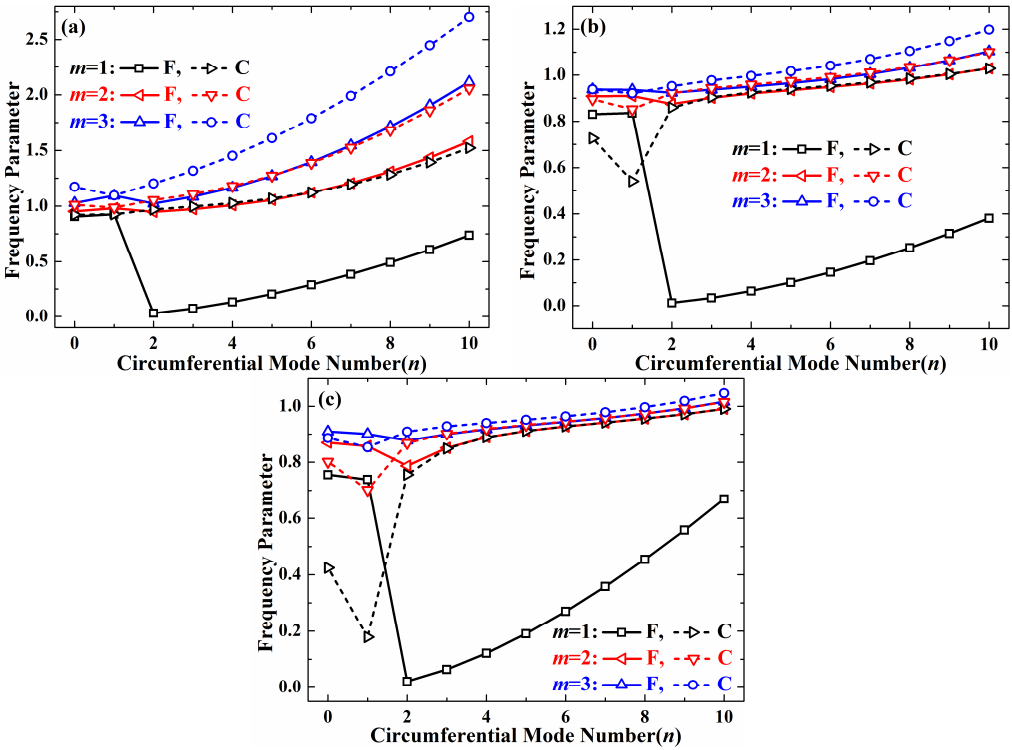 (a)
m=1: F, C
m=2: F, C
m=3: F, C
2.5
2.0
1.5
1.0
0.5
0.0
Frequency Parameter
0 2 4 6 8 10
Circumferential Mode Number(n)
(b)
m=1: F, C
m=2: F, C
m=3: F, C
1.2
1.0
0.8
0.6
0.4
0.2
0.0
Frequency Parameter
0 2 4 6 8 10
Circumferential Mode Number(n)
(c)
1.0
0.8
0.6
0.4
0.2
0.0
Frequency Parameter
m=1: F, C
m=2: F, C
m=3: F, C
0 2 4 6 8 10
Circumferential Mode Number(n)